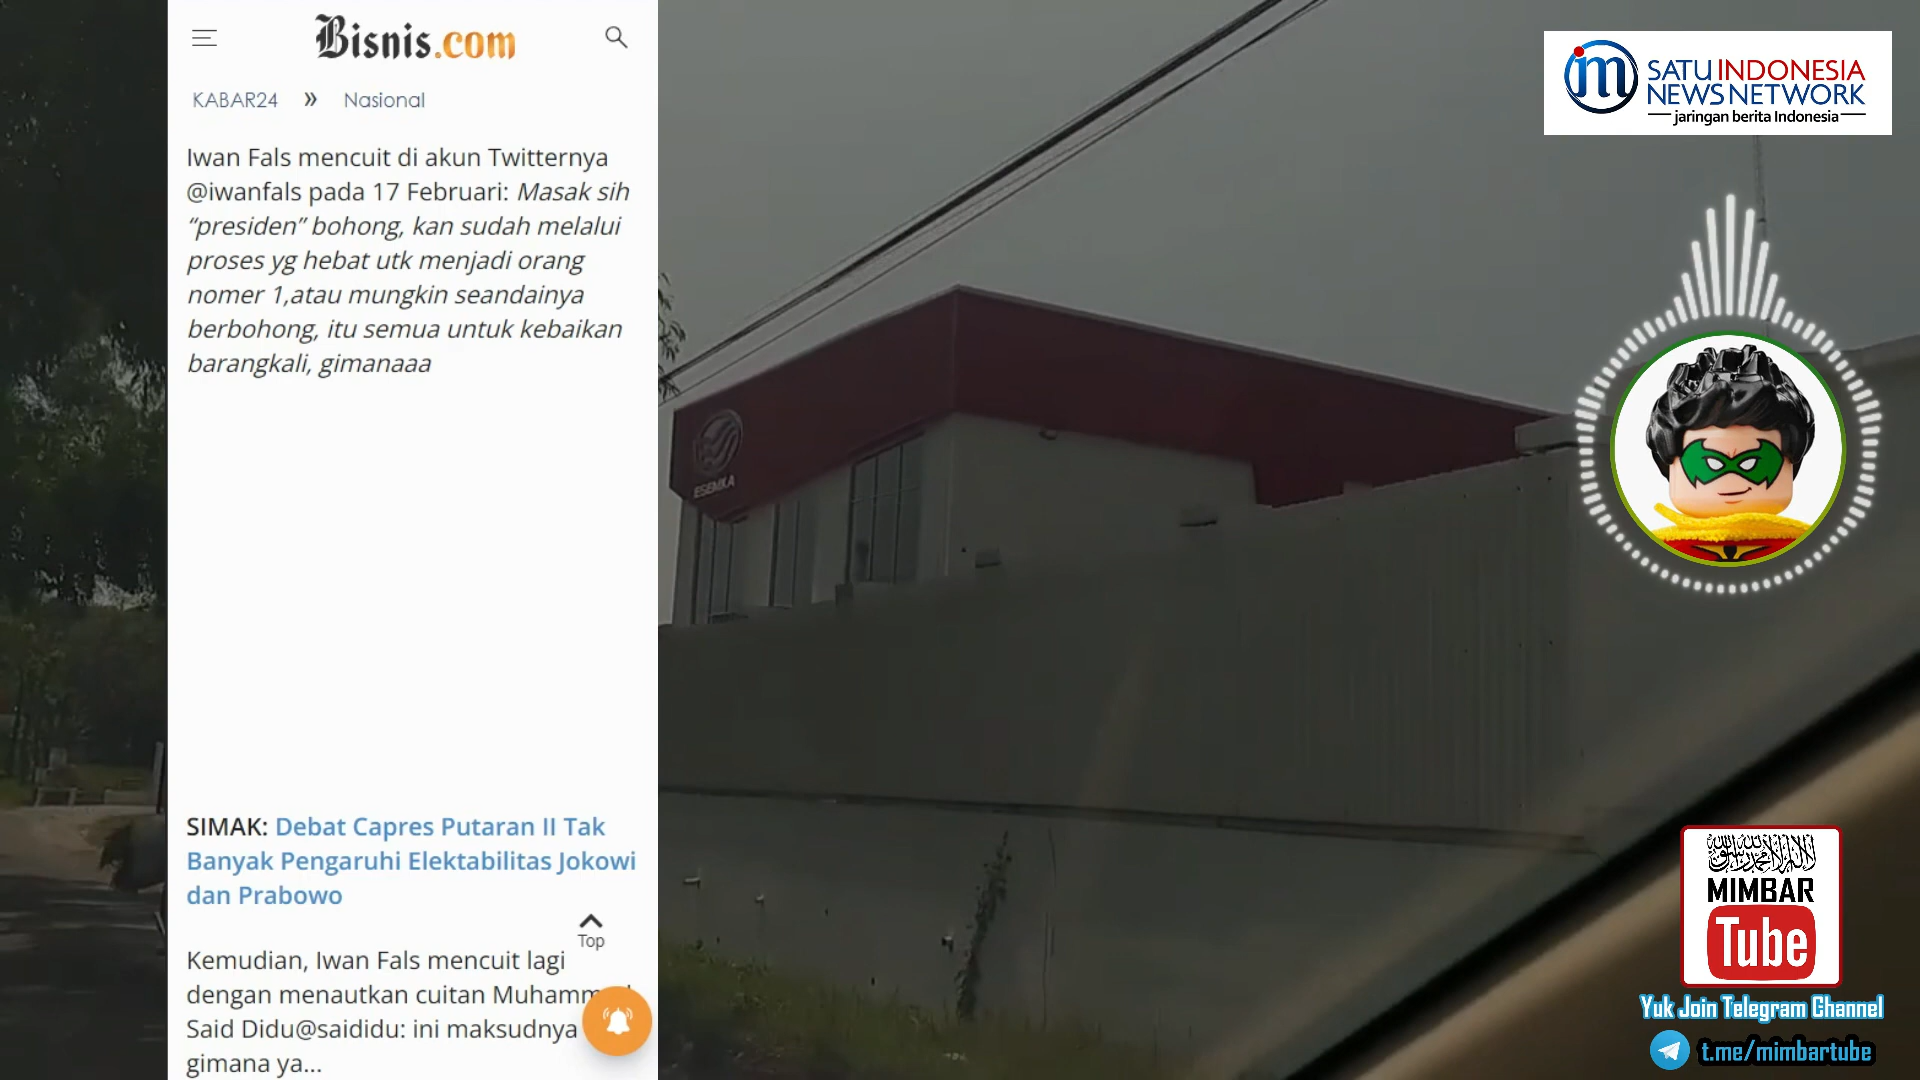 Bisnis.com
KABAR24 » Nasional
Iwan Fals mencuit di akun Twitternya
@iwanfals pada 17 Februari: Masak sih
“presiden” bohong, kan sudah melalui
proses yg hebat utk menjadi orang
nomer 1,atau mungkin seandainya
berbohong, itu semua untuk kebaikan
barangkali, gimanaaa
SIMAK: Debat Capres Putaran II Tak
Banyak Pengaruhi Elektabilitas Jokowi
dan Prabowo
Top
Kemudian, Iwan Fals mencuit lagi
dengan menautkan cuitan
Said Didu@saididu: ini maksudnya
gimana ya...
ESEMKA
SATU INDONESIA
NEWS NETWORK
jaringan berita Indonesia
MIMBAR
Tube
Yuk Join Telegram Channel
t.me/mimbartube